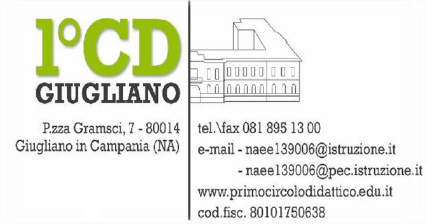 1°CD
GIUGLIANO
P.zza Gramsci, 7 - 80014
Giugliano in Campania (NA)
tel.\fax 081 895 13 00
e-mail - naee139006@istruzione.it
- naee139006@pec.istruzione.it
www.primocircolodidattico.edu.it
cod.fisc. 80101750638